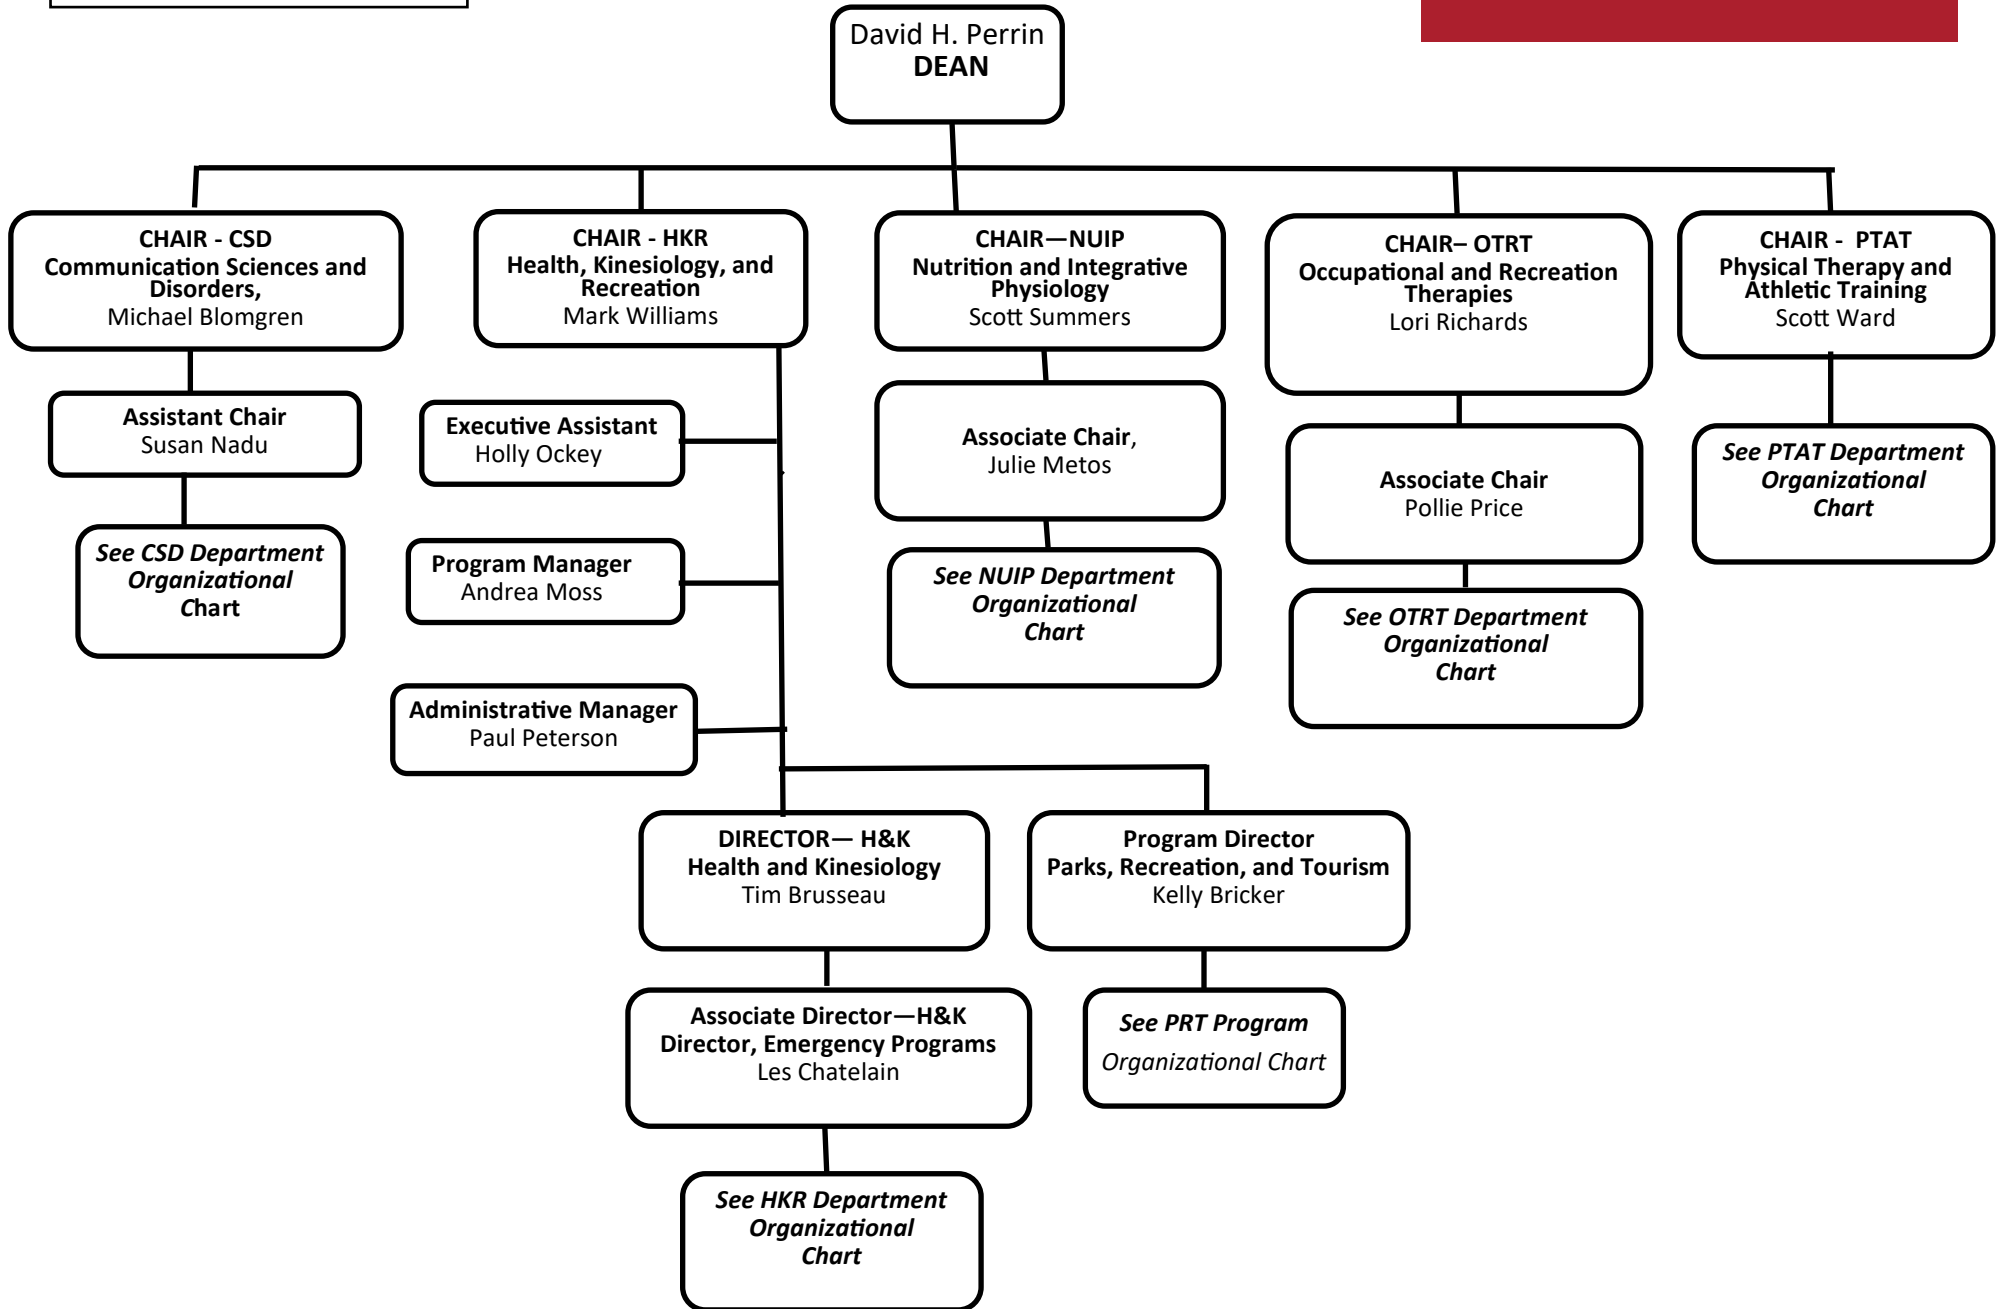 David H. Perrin
DEAN
CHAIR - CSD
Communication Sciences and
Disorders,
Michael Blomgren
CHAIR - HKR
Health, Kinesiology, and
Recreation
Mark Williams
CHAIR—NUIP
Nutrition and Integrative
Physiology
Scott Summers
CHAIR– OTRT
Occupational and Recreation
Therapies
Lori Richards
CHAIR - PTAT
Physical Therapy and
Athletic Training
Scott Ward
Assistant Chair
Susan Nadu
Executive Assistant
Holly Ockey
Associate Chair,
Julie Metos
Associate Chair
Pollie Price
See PTAT Department
Organizational
Chart
See CSD Department
Organizational
Chart
Program Manager
Andrea Moss
See NUIP Department
Organizational
Chart
See OTRT Department
Organizational
Chart
Administrative Manager
Paul Peterson
DIRECTOR— H&K
Health and Kinesiology
Tim Brusseau
Program Director
Parks, Recreation, and Tourism
Kelly Bricker
Associate Director—H&K
Director, Emergency Programs
Les Chatelain
See PRT Program
Organizational Chart
See HKR Department
Organizational
Chart